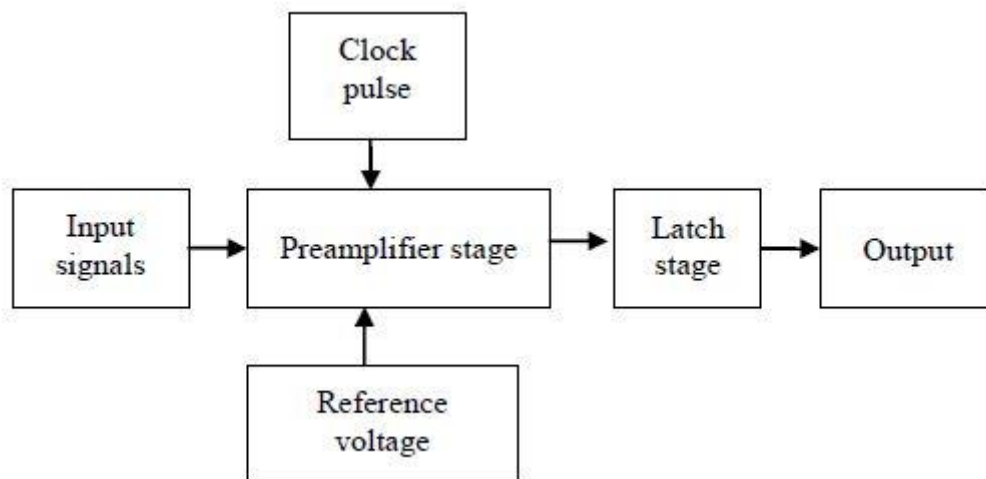 Clock
pulse
Input
signals
Preamplifier stage
Latch
stage
Output
Reference
voltage